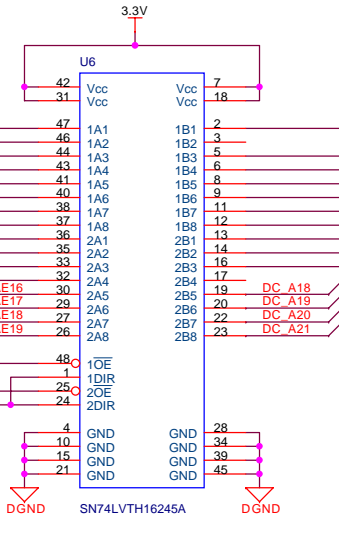 3.3V
U6
42 Vcc Vcc 7
31 Vcc Vcc 18
47 1A1 1B1 2
46 1A2 1B2 3
44 1A3 1B3 5
43 1A4 1B4 6
41 1A5 1B5 8
40 1A6 1B6 9
38 1A7 1B7 11
37 1A8 1B8 12
36 2A1 2B1 13
35 2A2 2B2 14
33 2A3 2B3 16
32 2A4 2B4 17
E16 30 2A5 2B5 19 DC_A18
E17 29 2A6 2B6 20 DC_A19
E18 27 2A7 2B7 22 DC_A20
E19 26 2A8 2B8 23 DC_A21
48 1OE
1 1DIR
25 2OE
24 2DIR
4 GND GND 28
10 GND GND 34
15 GND GND 39
21 GND GND 45
DGND SN74LVTH16245A DGND